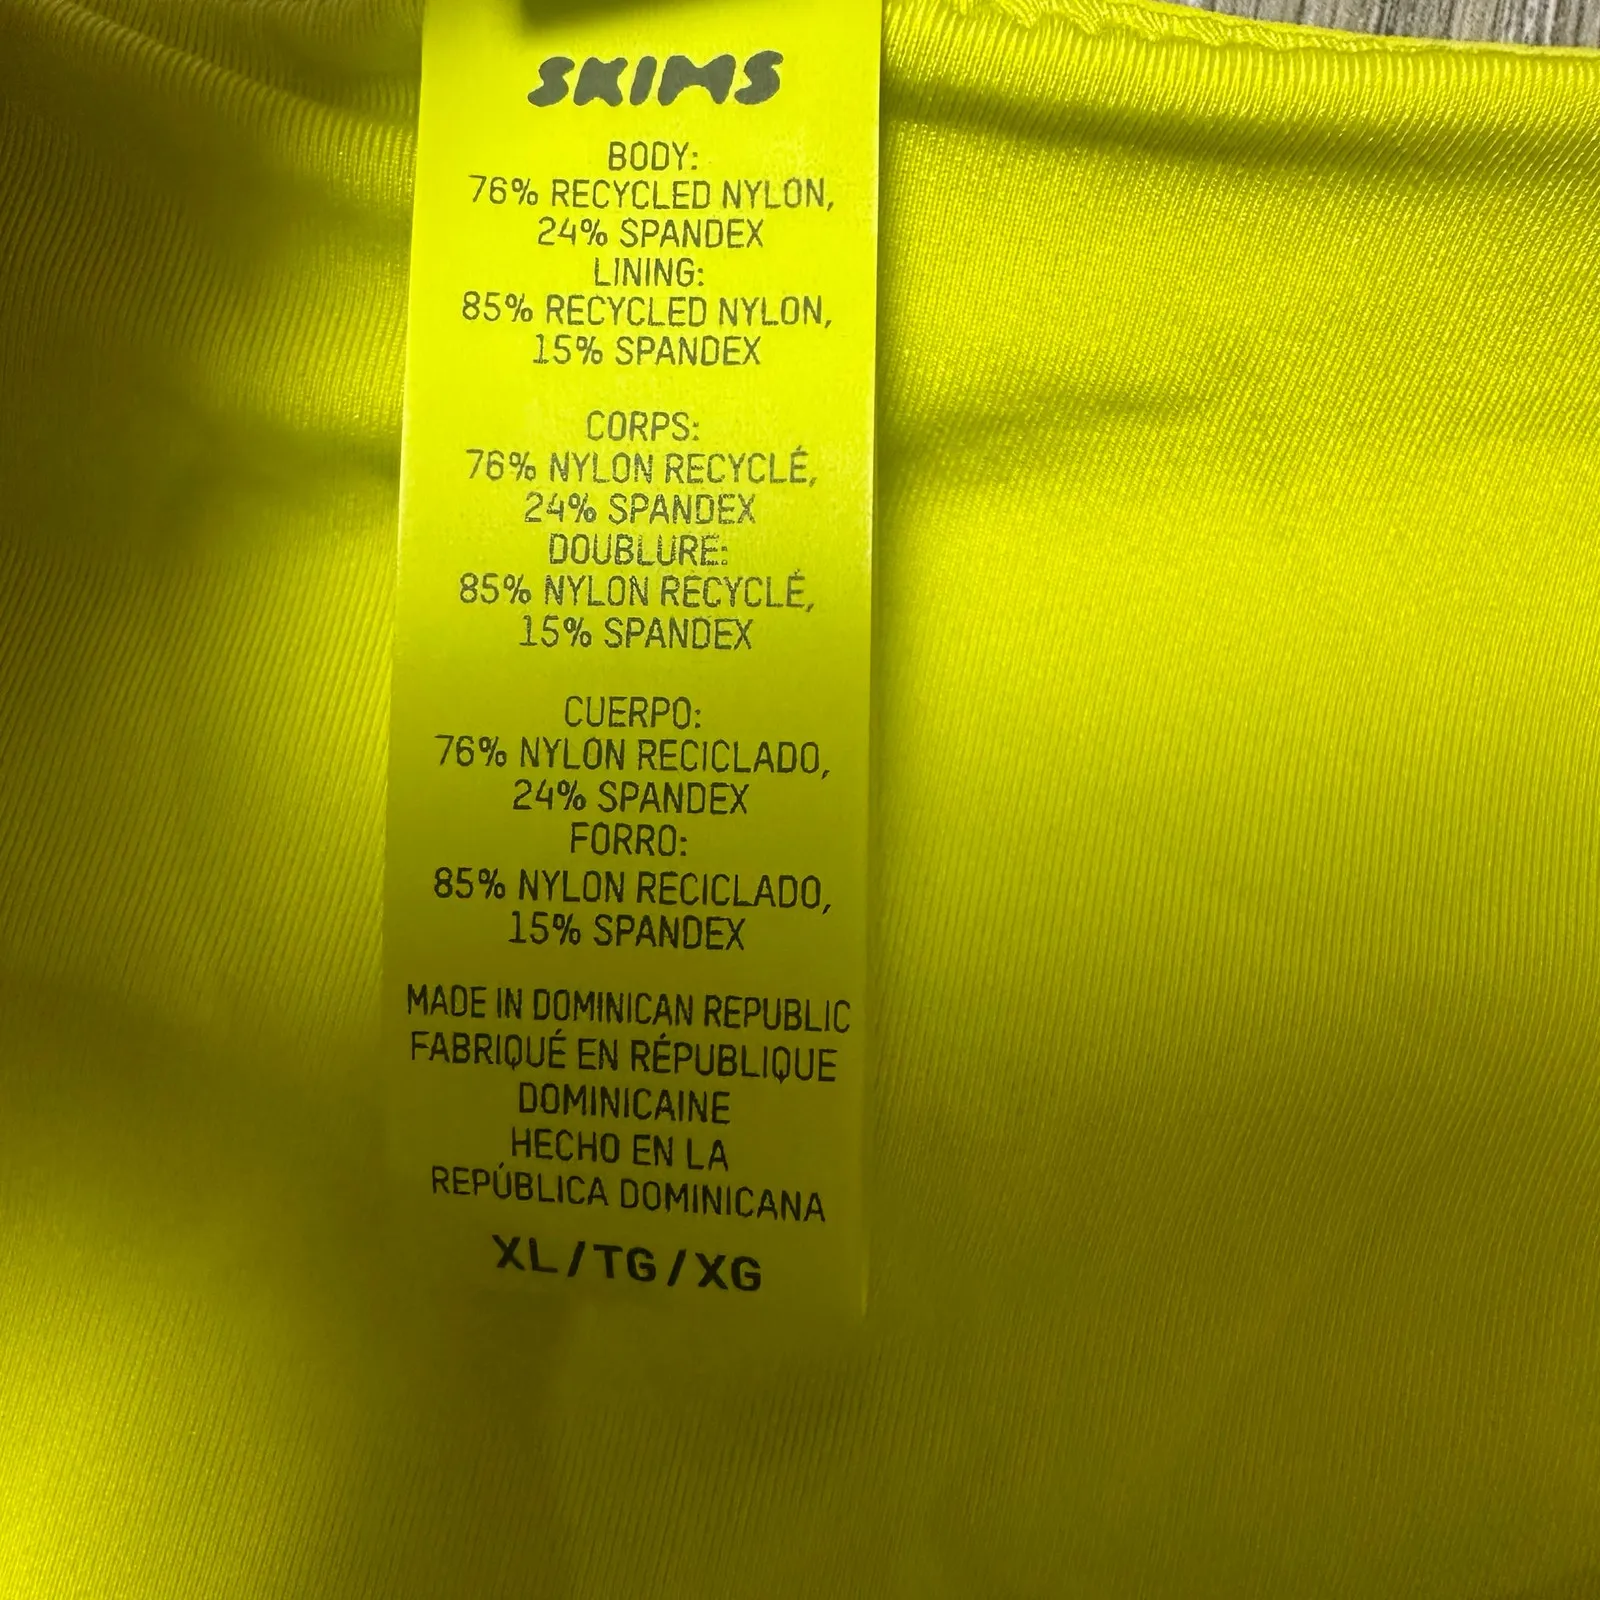 SKIMS
BODY:
76% RECYCLED NYLON,
24% SPANDEX
LINING:
85% RECYCLED NYLON,
15% SPANDEX
CORPS:
76% NYLON RECYCLÉ,
24% SPANDEX
DOUBLURE:
85% NYLON RECYCLÉ,
15% SPANDEX
CUERPO:
76% NYLON RECICLADO,
24% SPANDEX
FORRO:
85% NYLON RECICLADO,
15% SPANDEX
MADE IN DOMINICAN REPUBLIC
FABRIQUÉ EN RÉPUBLIQUE
DOMINICAINE
HECHO EN LA
REPÚBLICA DOMINICANA
XL/TG/XG